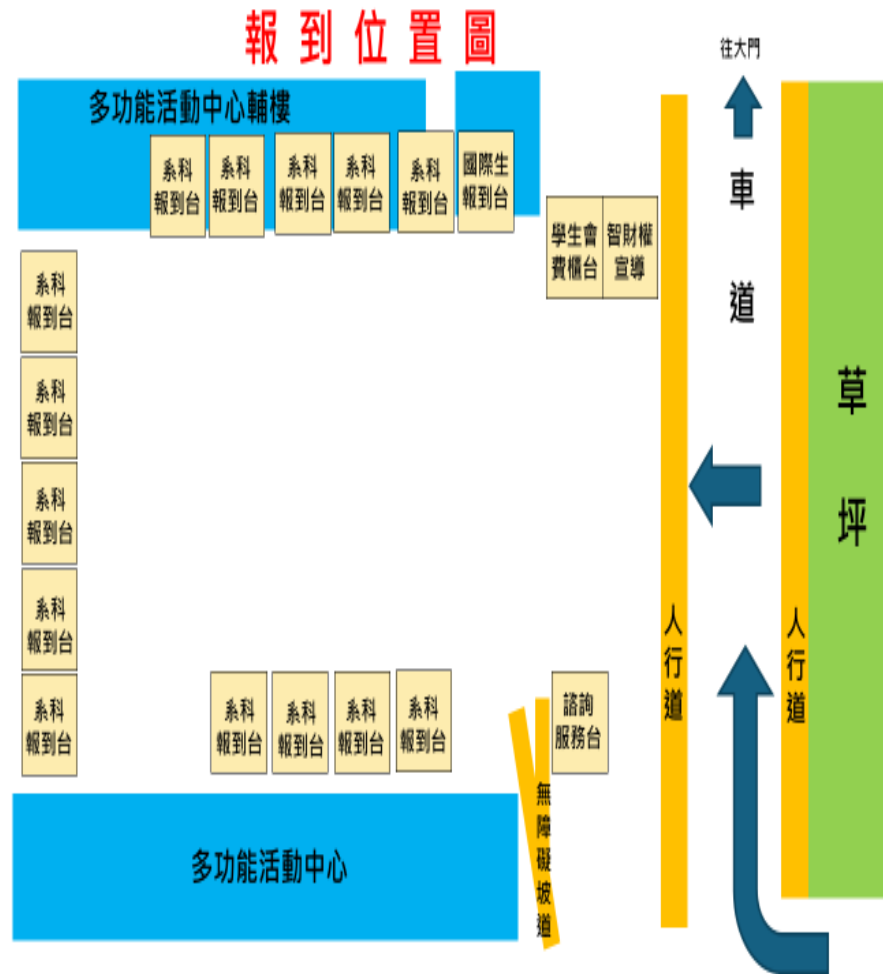 報到位置圖
往大門
多功能活動中心輔樓
系科
報到台
系科
報到台
系科
報到台
系科
報到台
系科
報到台
國際生
報到台
學生會
費櫃台
智財權
宣導
車道
草坪
系科
報到台
系科
報到台
系科
報到台
系科
報到台
系科
報到台
系科
報到台
系科
報到台
系科
報到台
系科
報到台
諮詢
服務台
人行道
人行道
無障礙坡道
多功能活動中心